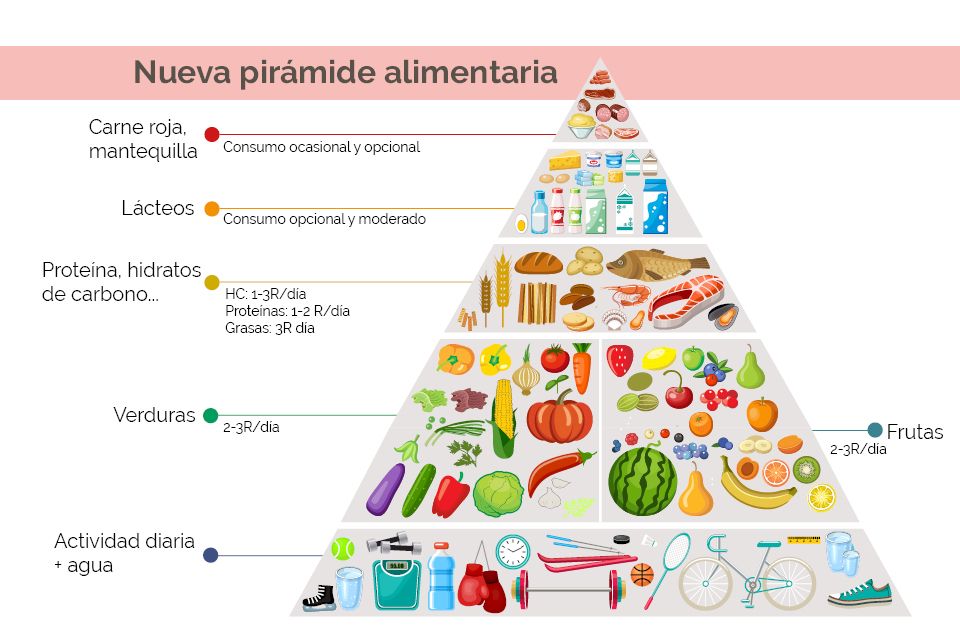 Nueva pirámide alimentaria
Carne roja,
mantequilla
Consumo ocasional y opcional
Lácteos
Consumo opcional y moderado
Proteína, hidratos
de carbono...
HC: 1-3R/día
Proteínas: 1-2 R/día
Grasas: 3R día
Verduras
2-3R/día
Frutas
2-3R/día
Actividad diaria
+ agua